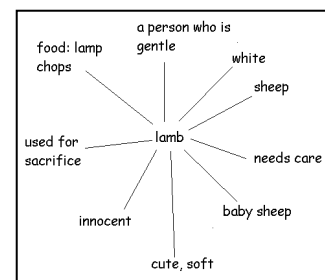 a person who is
gentle
food: lamp
chops
white
sheep
lamb
used for
sacrifice
needs care
baby sheep
innocent
cute, soft